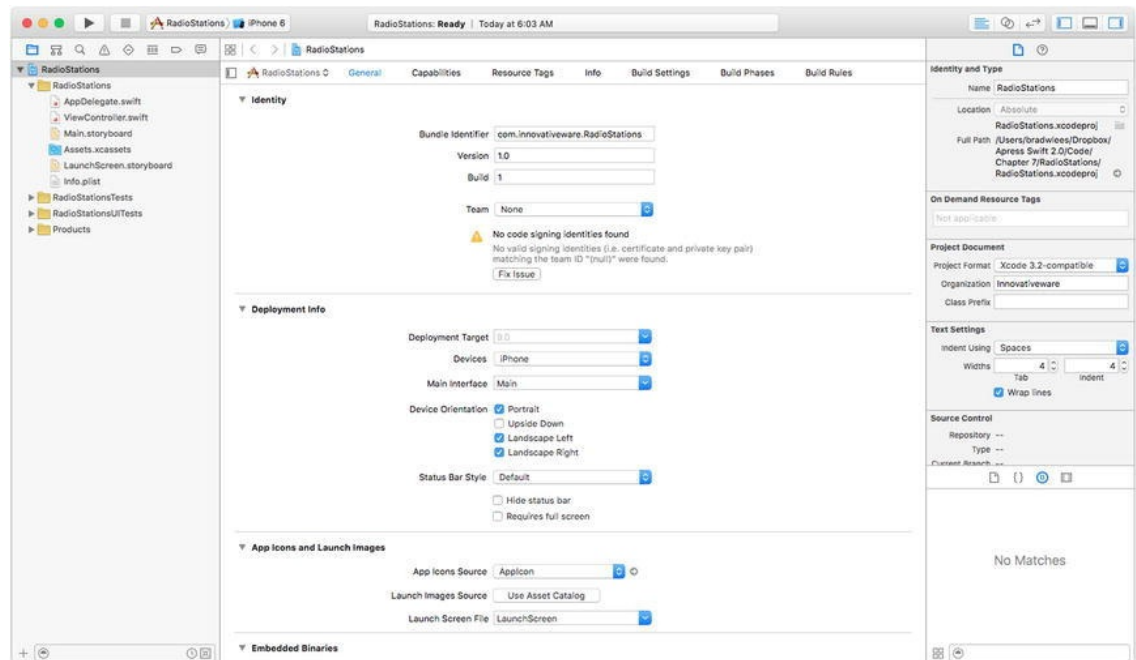 RadioStations
iPhone 6
RadioStations: Ready | Today at 6:03 AM
RadioStations
RadioStations
RadioStations
AppDelegate.swift
ViewController.swift
Main.storyboard
Assets.xcassets
LaunchScreen.storyboard
Info.plist
RadioStationsTests
RadioStationsUITests
Products
RadioStations
General
Capabilities
Resource Tags
Info
Build Settings
Build Phases
Build Rules
Identity
Bundle Identifier com.innovativeware.RadioStations
Version 1.0
Build 1
Team None
No code signing identities found
No valid signing identities (i.e. certificate and private key pair)
matching the team ID "(null)" were found.
Fix Issue
Deployment Info
Deployment Target 9.0
Devices iPhone
Main Interface Main
Device Orientation Portrait
Upside Down
Landscape Left
Landscape Right
Status Bar Style Default
Hide status bar
Requires full screen
App Icons and Launch Images
App Icons Source AppIcon
Launch Images Source Use Asset Catalog
Launch Screen File LaunchScreen
Embedded Binaries
Identity and Type
Name RadioStations
Location Absolute
RadioStations.xcodeproj
Full Path /Users/bradwlees/Dropbox/
Apress Swift 2.0/Code/
Chapter 7/RadioStations/
RadioStations.xcodeproj
On Demand Resource Tags
Not applicable
Project Document
Project Format Xcode 3.2-compatible
Organization Innovativeware
Class Prefix
Text Settings
Indent Using Spaces
Widths 4 4
Tab Indent
Wrap lines
Source Control
Repository --
Type --
Current Branch --
No Matches